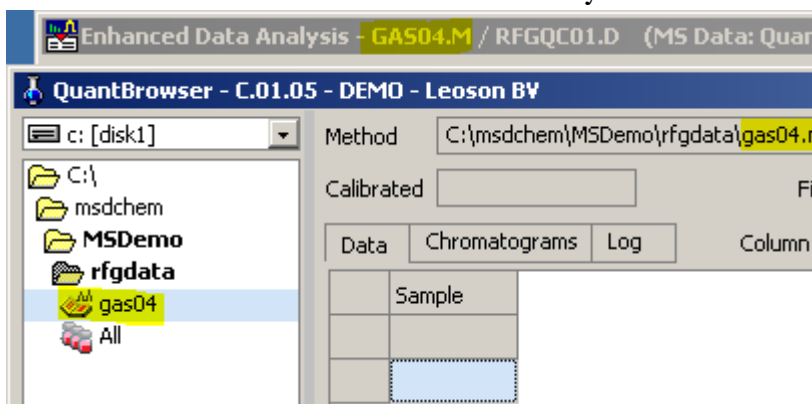 Enhanced Data Analysis - GAS04.M / RFGQC01.D (MS Data: Quan
QuantBrowser - C.01.05 - DEMO - Leoson BV
c: [disk1]
Method C:\msdchem\MSDemo\rfgdata\gas04.
C:\
msdchem
Calibrated Fi
MSDemo
Data Chromatograms Log Column
rfgdata
Sample
gas04
All